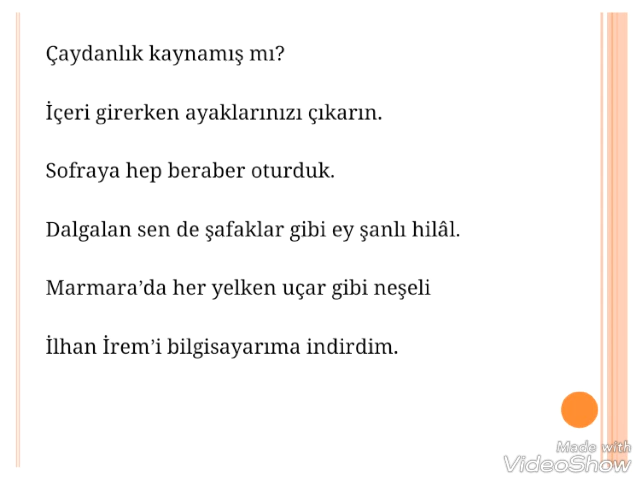 Çaydanlık kaynamış mı?
İçeri girerken ayaklarınızı çıkarın.
Sofraya hep beraber oturduk.
Dalgalan sen de şafaklar gibi ey şanlı hilâl.
Marmara’da her yelken uçar gibi neşeli
İlhan İrem’i bilgisayarıma indirdim.
Made with
VideoShow